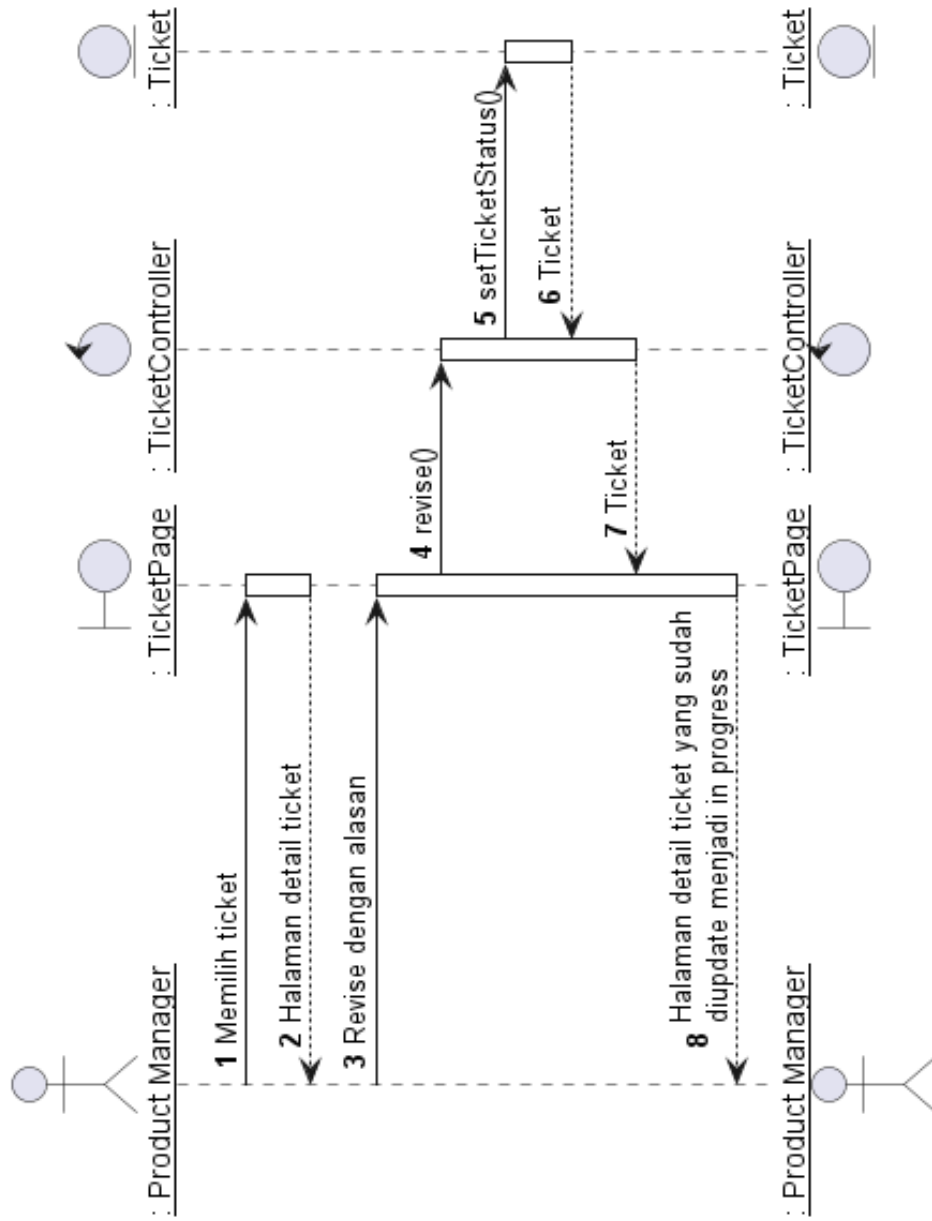 : Product Manager
: TicketPage
: TicketController
: Ticket
1 Memilih ticket
2 Halaman detail ticket
3 Revise dengan alasan
4 revise()
5 setTicketStatus()
6 Ticket
7 Ticket
Halaman detail ticket yang sudah
8 diupdate menjadi in progress
: Product Manager
: TicketPage
: TicketController
: Ticket